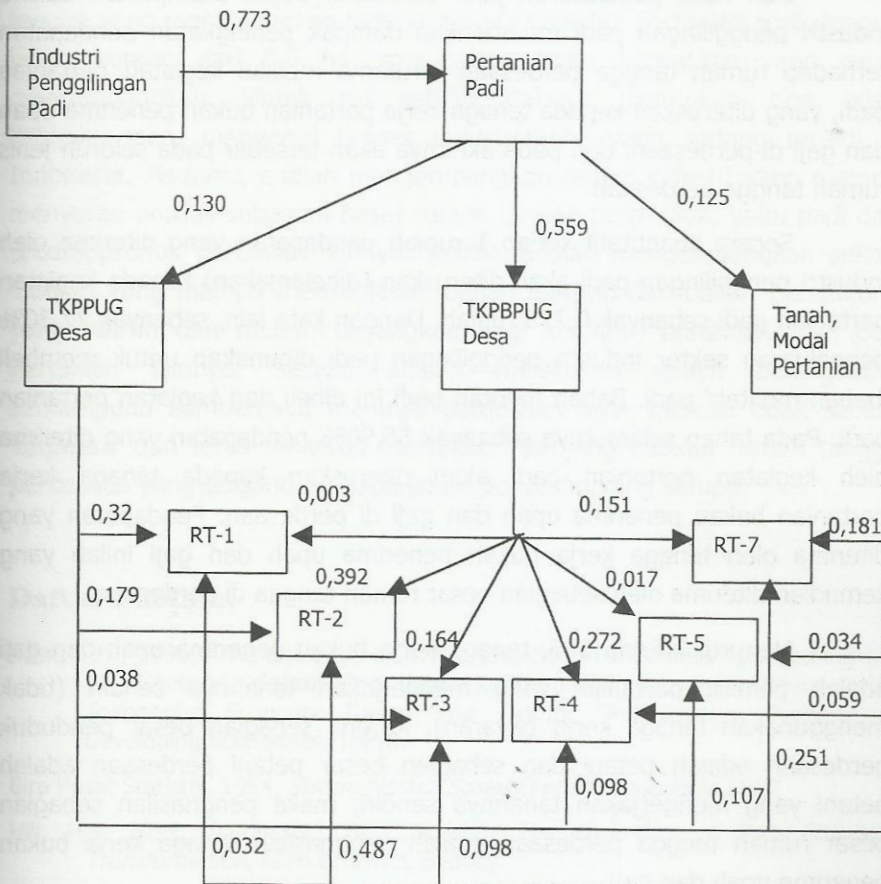 0,773
Industri
Penggilingan
Padi
Pertanian
Padi
0,130
0,559
0,125
TKPPUG
Desa
TKPBPUG
Desa
Tanah,
Modal
Pertanian
0,32
0,003
0,151
0,181
RT-1
RT-7
0,392
0,017
0,179
RT-2
0,164
0,272
RT-5
0,034
0,038
RT-3
RT-4
0,059
0,251
0,098
0,107
0,032
0,487
0,098